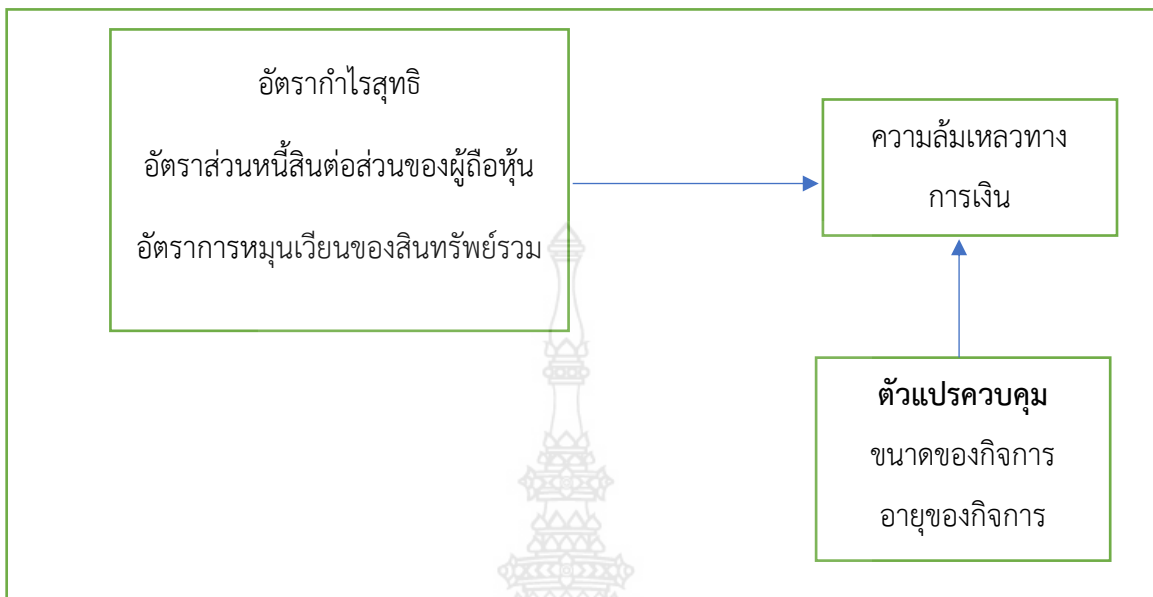 อัตรากำไรสุทธิ
อัตราส่วนหนี้สินต่อส่วนของผู้ถือหุ้น
อัตราการหมุนเวียนของสินทรัพย์รวม
ความล้มเหลวทาง
การเงิน
ตัวแปรควบคุม
ขนาดของกิจการ
อายุของกิจการ